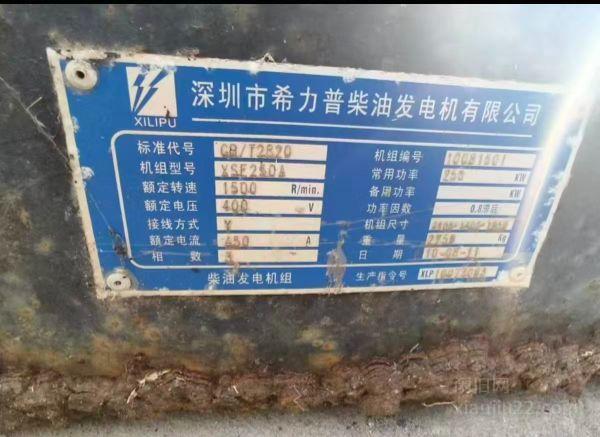 XILIPU
深圳市希力普柴油发电机有限公司
标准代号 GB/T2820
机组型号
额定转速 1500 R/min.
额定电压 400 V
接线方式 Y
额定电流 450 A
相数 3
柴油发电机组
机组编号
常用功率 250 KW
备用功率 KW
功率因数 0.8滞后
机组尺寸
重量 Kg
日期 10-08-11
生产指令号 XLP